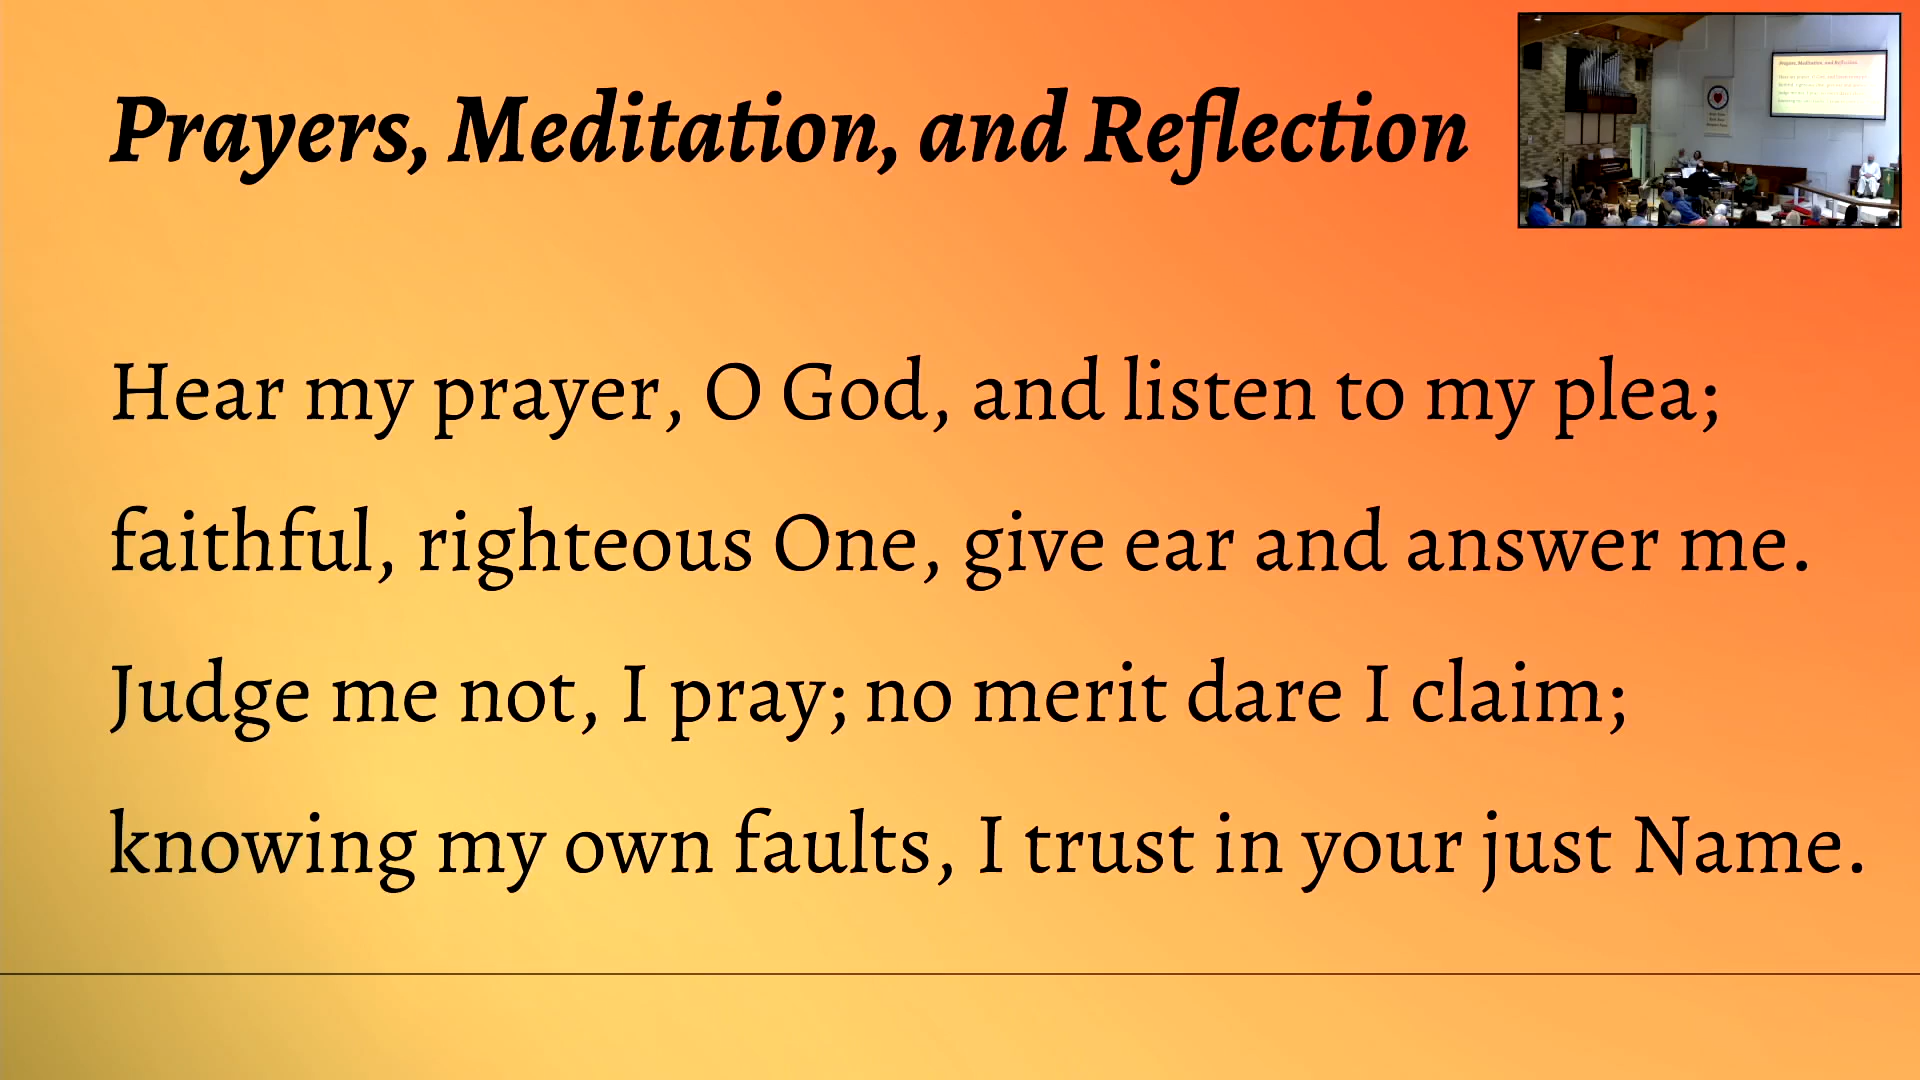 Prayers, Meditation, and Reflection
Hear my prayer, O God, and listen to my plea;
faithful, righteous One, give ear and answer me.
Judge me not, I pray; no merit dare I claim;
knowing my own faults, I trust in your just Name.